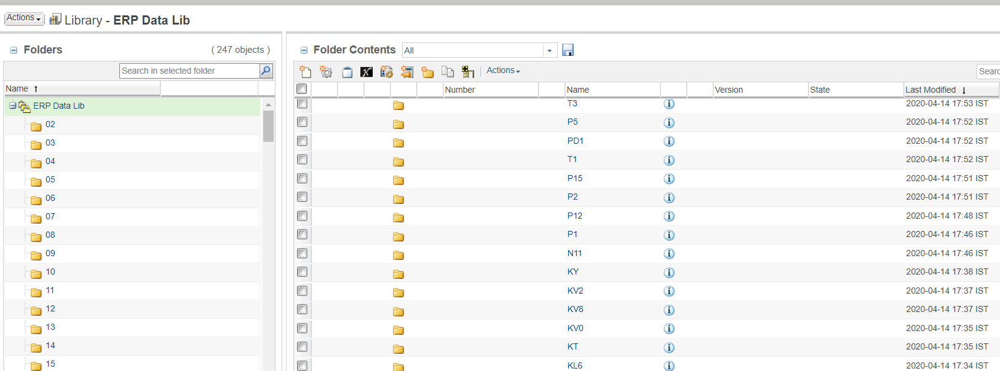 Actions Library - ERP Data Lib
Folders ( 247 objects )
Search in selected folder
Name
ERP Data Lib
02
03
04
05
06
07
08
09
10
11
12
13
14
15
Folder Contents All
Actions
Number Name Version State Last Modified
T3 2020-04-14 17:53 IST
P5 2020-04-14 17:52 IST
PD1 2020-04-14 17:52 IST
T1 2020-04-14 17:52 IST
P15 2020-04-14 17:51 IST
P2 2020-04-14 17:51 IST
P12 2020-04-14 17:48 IST
P1 2020-04-14 17:46 IST
N11 2020-04-14 17:46 IST
KY 2020-04-14 17:38 IST
KV2 2020-04-14 17:37 IST
KV8 2020-04-14 17:37 IST
KV0 2020-04-14 17:35 IST
KT 2020-04-14 17:35 IST
KL6 2020-04-14 17:34 IST